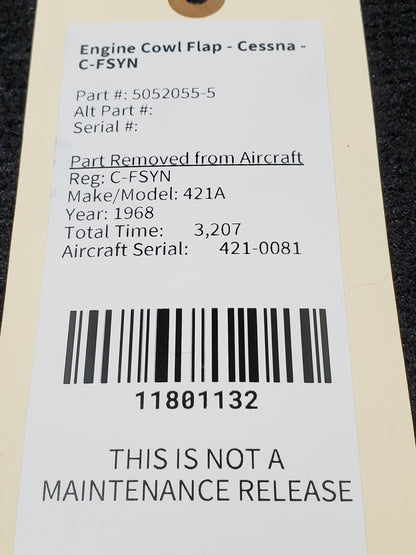 Engine Cowl Flap - Cessna -
C-FSYN
Part #: 5052055-5
Alt Part #:
Serial #:
Part Removed from Aircraft
Reg: C-FSYN
Make/Model: 421A
Year: 1968
Total Time: 3,207
Aircraft Serial: 421-0081
11801132
THIS IS NOT A
MAINTENANCE RELEASE